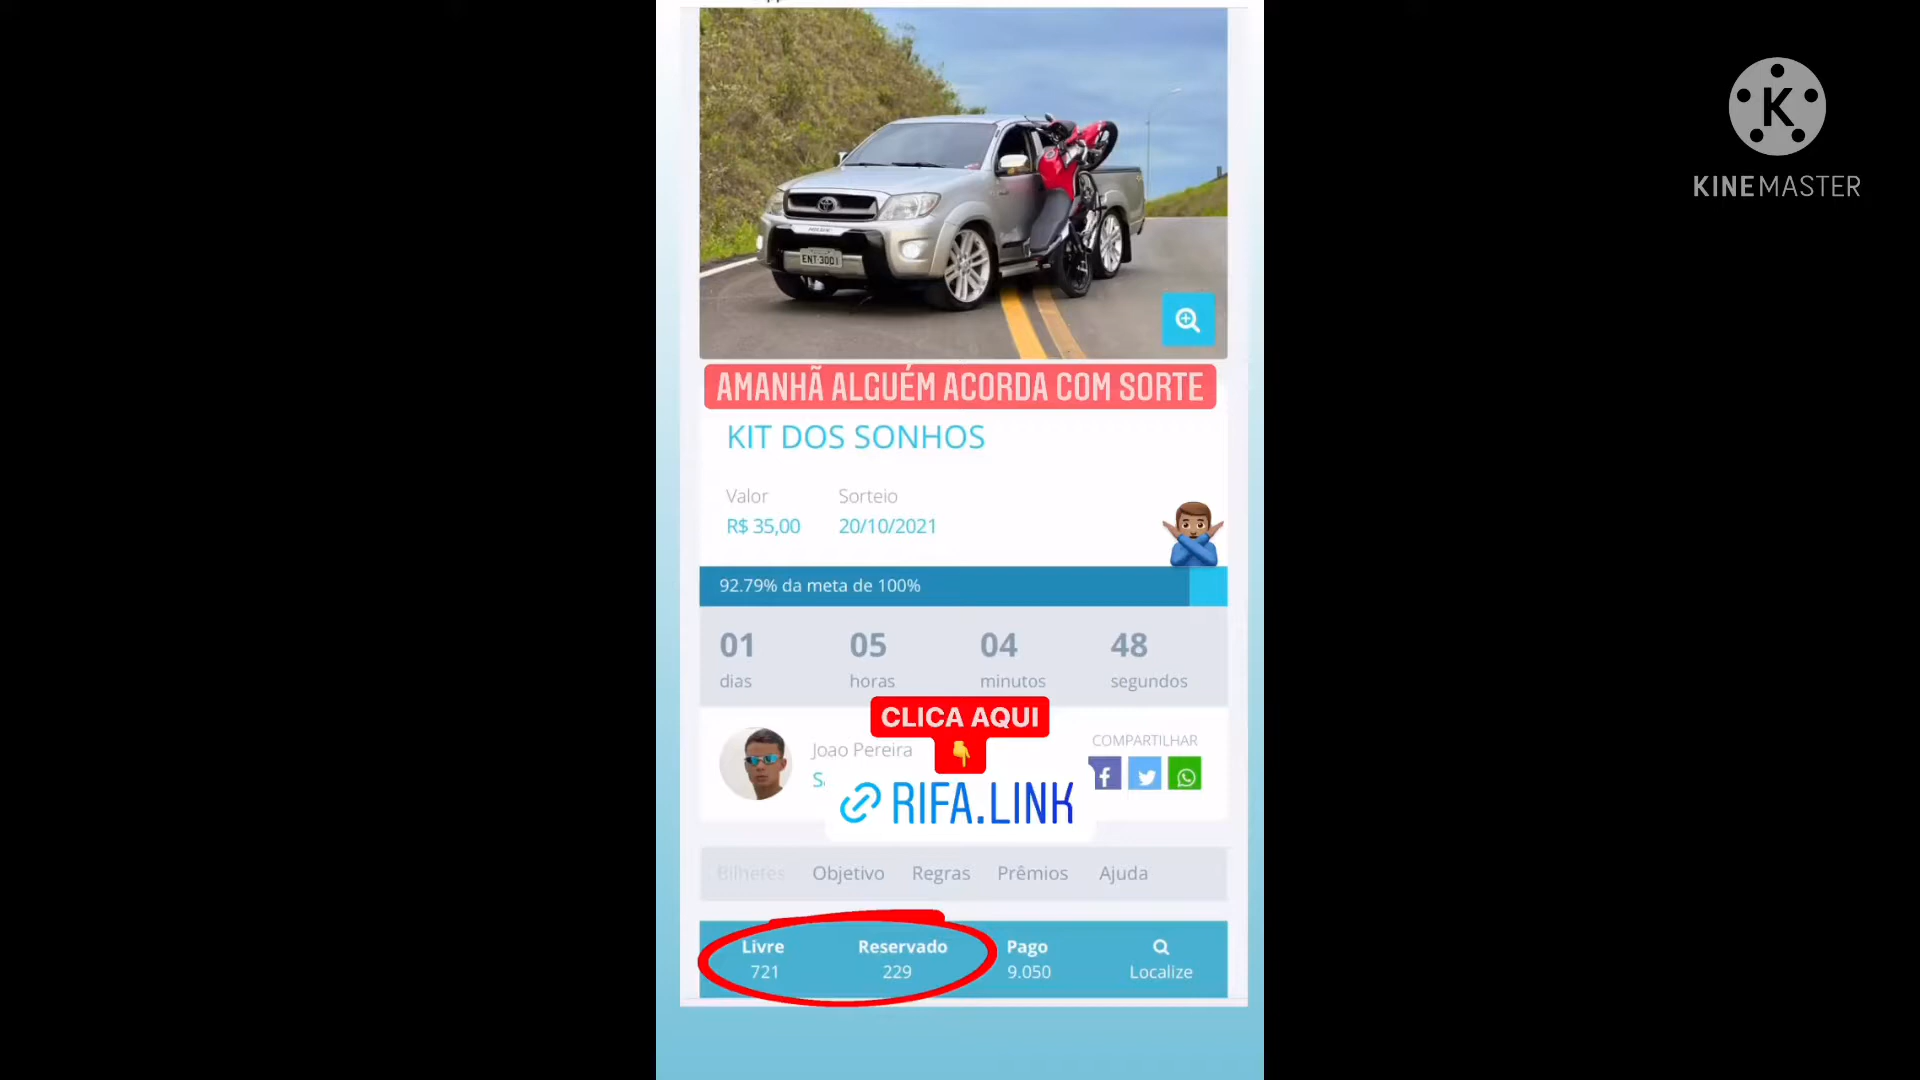 KINEMASTER
ENT 3001
AMANHÃ ALGUÉM ACORDA COM SORTE
KIT DOS SONHOS
Valor Sorteio
R$ 35,00 20/10/2021
92.79% da meta de 100%
01 05 04 48
dias horas minutos segundos
CLICA AQUI
Joao Pereira COMPARTILHAR
RIFA.LINK
Bilhetes Objetivo Regras Prêmios Ajuda
Livre Reservado Pago
721 229 9.050 Localize